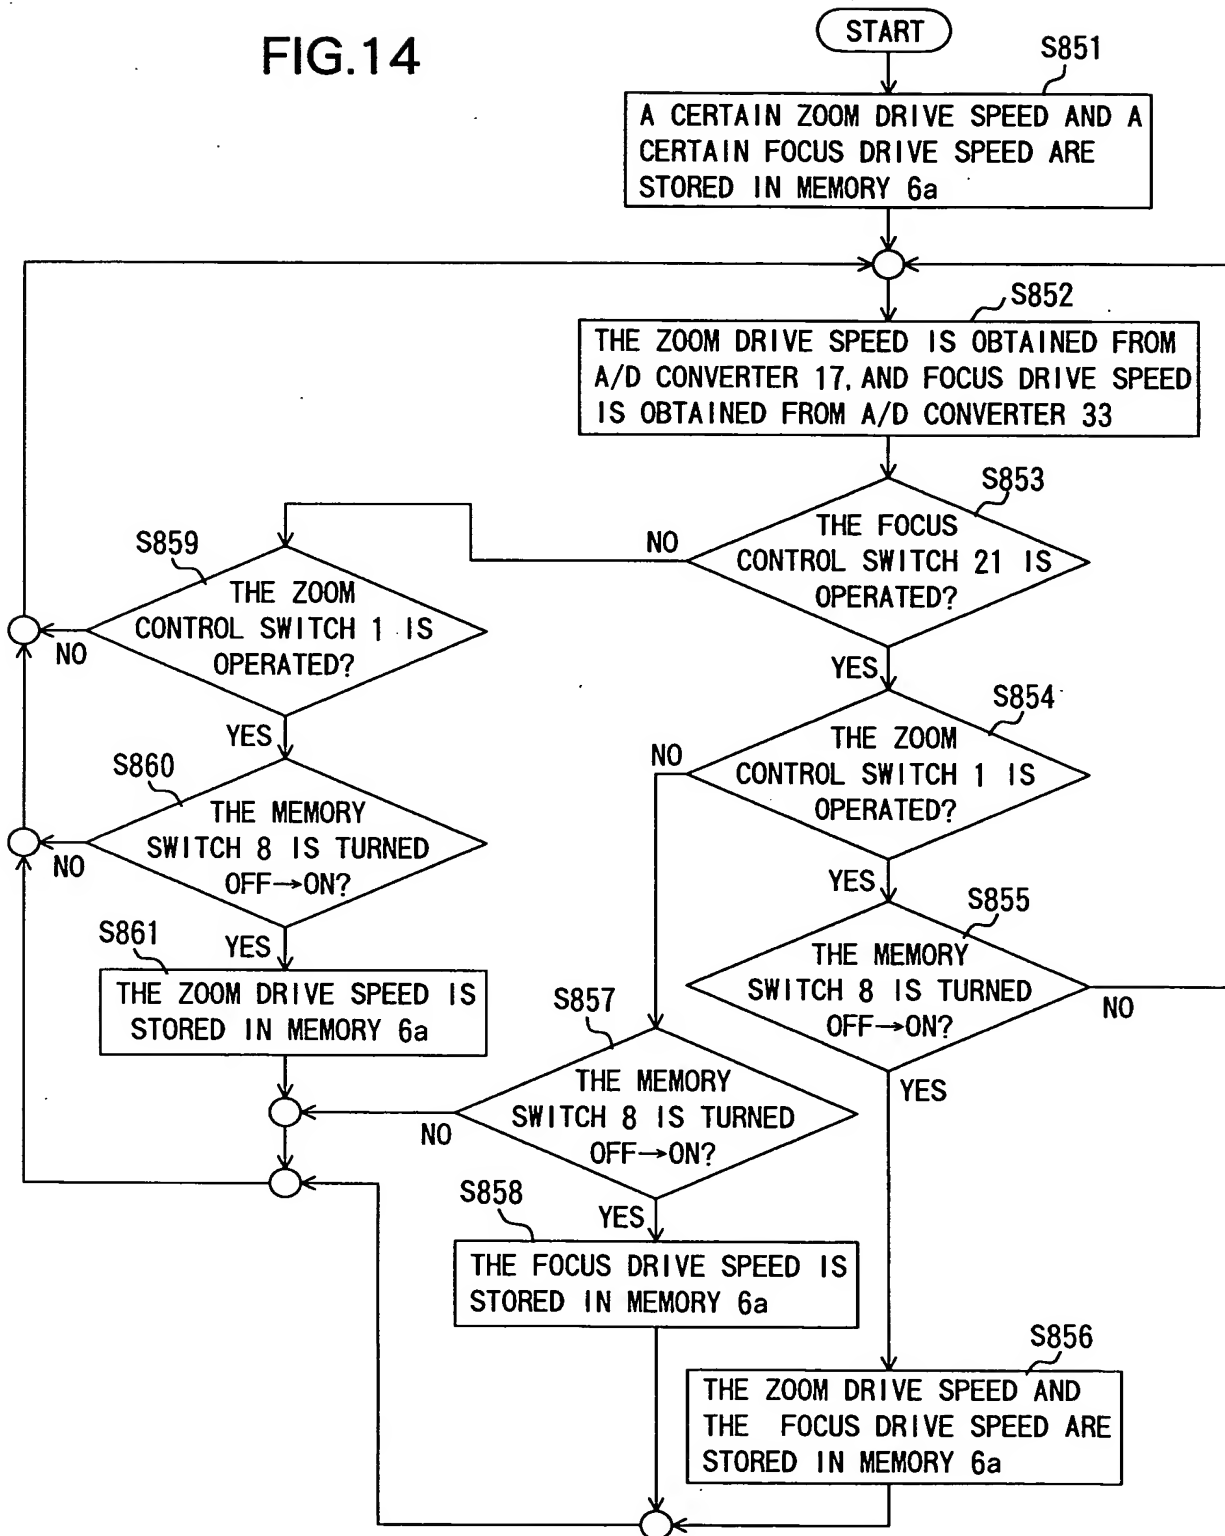 FIG.14
START
S851
A CERTAIN ZOOM DRIVE SPEED AND A
CERTAIN FOCUS DRIVE SPEED ARE
STORED IN MEMORY 6a
S852
THE ZOOM DRIVE SPEED IS OBTAINED FROM
A/D CONVERTER 17, AND FOCUS DRIVE SPEED
IS OBTAINED FROM A/D CONVERTER 33
S853
THE FOCUS
CONTROL SWITCH 21 IS
OPERATED?
NO
YES
S859
THE ZOOM
CONTROL SWITCH 1 IS
OPERATED?
NO
YES
S854
THE ZOOM
CONTROL SWITCH 1 IS
OPERATED?
NO
YES
S860
THE MEMORY
SWITCH 8 IS TURNED
OFF→ON?
NO
YES
S855
THE MEMORY
SWITCH 8 IS TURNED
OFF→ON?
NO
YES
S861
THE ZOOM DRIVE SPEED IS
STORED IN MEMORY 6a
S857
THE MEMORY
SWITCH 8 IS TURNED
OFF→ON?
NO
YES
S858
THE FOCUS DRIVE SPEED IS
STORED IN MEMORY 6a
S856
THE ZOOM DRIVE SPEED AND
THE FOCUS DRIVE SPEED ARE
STORED IN MEMORY 6a